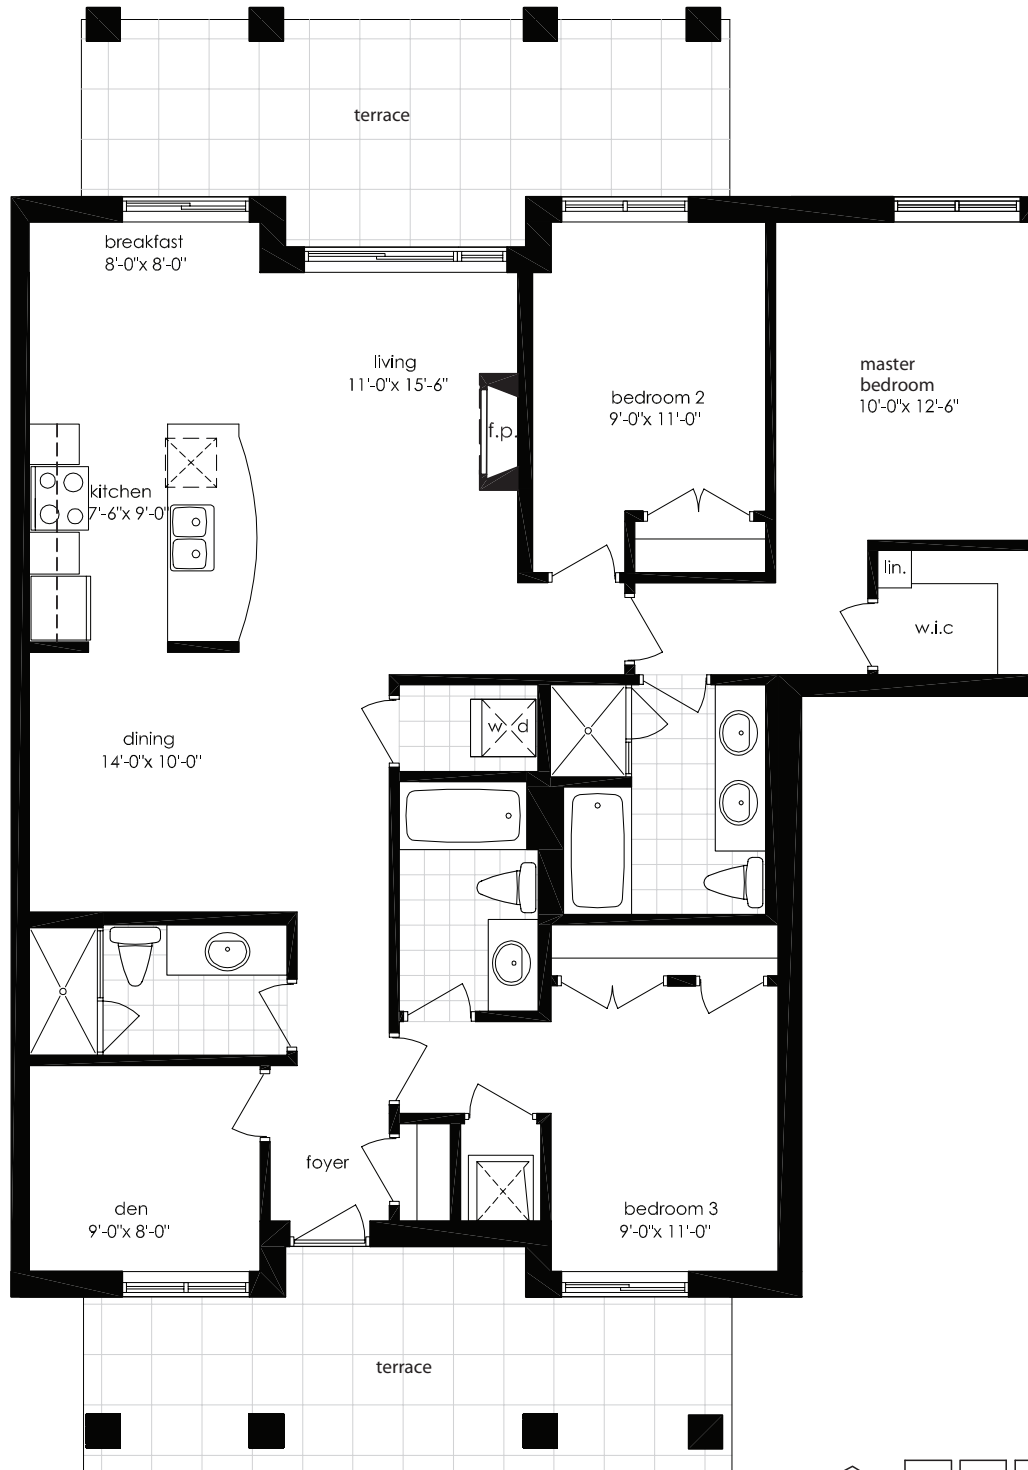 terrace
breakfast
8'-0"x 8'-0"
living
11'-0"x 15'-6"
master
bedroom
10'-0"x 12'-6"
bedroom 2
9'-0"x 11'-0"
f.p.
kitchen
7'-6"x 9'-0"
lin.
w.i.c
w d
dining
14'-0"x 10'-0"
foyer
den
9'-0"x 8'-0"
bedroom 3
9'-0"x 11'-0"
terrace